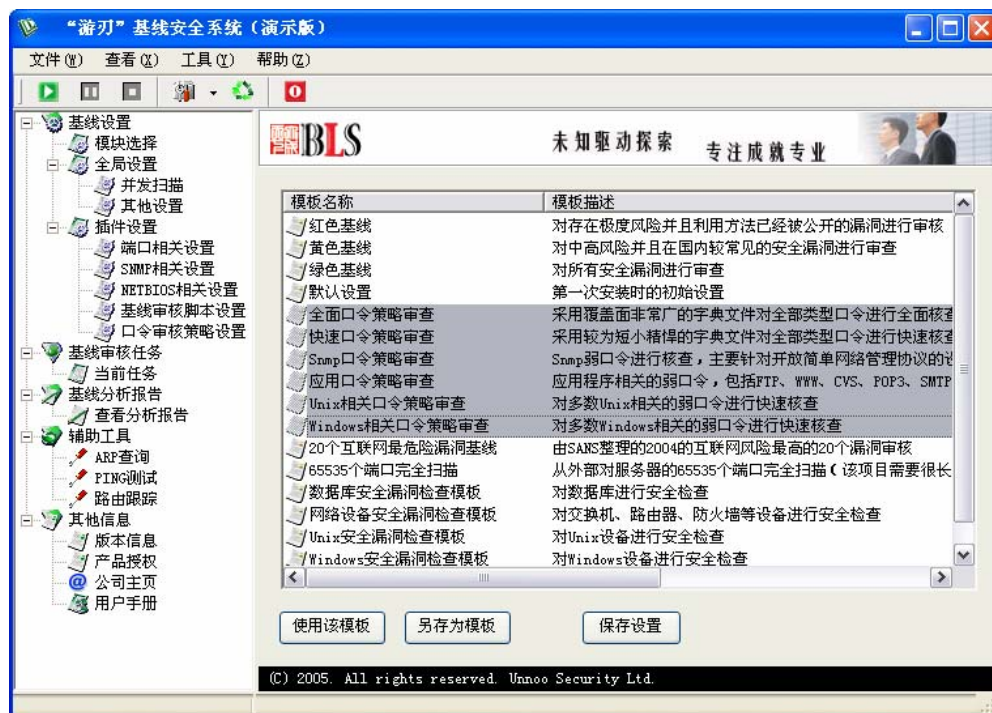 “游刃”基线安全系统(演示版)
文件(W) 查看(X) 工具(Y) 帮助(Z)
基线设置
模块选择
全局设置
并发扫描
其他设置
插件设置
端口相关设置
SNMP相关设置
NETBIOS相关设置
基线审核脚本设置
口令审核策略设置
基线审核任务
当前任务
基线分析报告
查看分析报告
辅助工具
ARP查询
PING测试
路由跟踪
其他信息
版本信息
产品授权
公司主页
用户手册
BLS
未知驱动探索 专注成就专业
模板名称 模板描述
红色基线 对存在极度风险并且利用方法已经被公开的漏洞进行审核
黄色基线 对中高风险并且在国内较常见的安全漏洞进行审查
绿色基线 对所有安全漏洞进行审查
默认设置 第一次安装时的初始设置
全面口令策略审查 采用覆盖面非常广的字典文件对全部类型口令进行全面核查
快速口令策略审查 采用较为短小精悍的字典文件对全部类型口令进行快速核查
Snmp口令策略审查 Snmp弱口令进行核查,主要针对开放简单网络管理协议的
应用口令策略审查 应用程序相关的弱口令,包括FTP、WWW、CVS、POP3、SMTP
Unix相关口令策略审查 对多数Unix相关的弱口令进行快速核查
Windows相关口令策略审查 对多数Windows相关的弱口令进行快速核查
20个互联网最危险漏洞基线 由SANS整理的2004的互联网风险最高的20个漏洞审核
65535个端口完全扫描 从外部对服务器的65535个端口完全扫描(该项目需要很长
数据库安全漏洞检查模板 对数据库进行安全检查
网络设备安全漏洞检查模板 对交换机、路由器、防火墙等设备进行安全检查
Unix安全漏洞检查模板 对Unix设备进行安全检查
Windows安全漏洞检查模板 对Windows设备进行安全检查
使用该模板 另存为模板 保存设置
(C) 2005. All rights reserved. Unnoo Security Ltd.